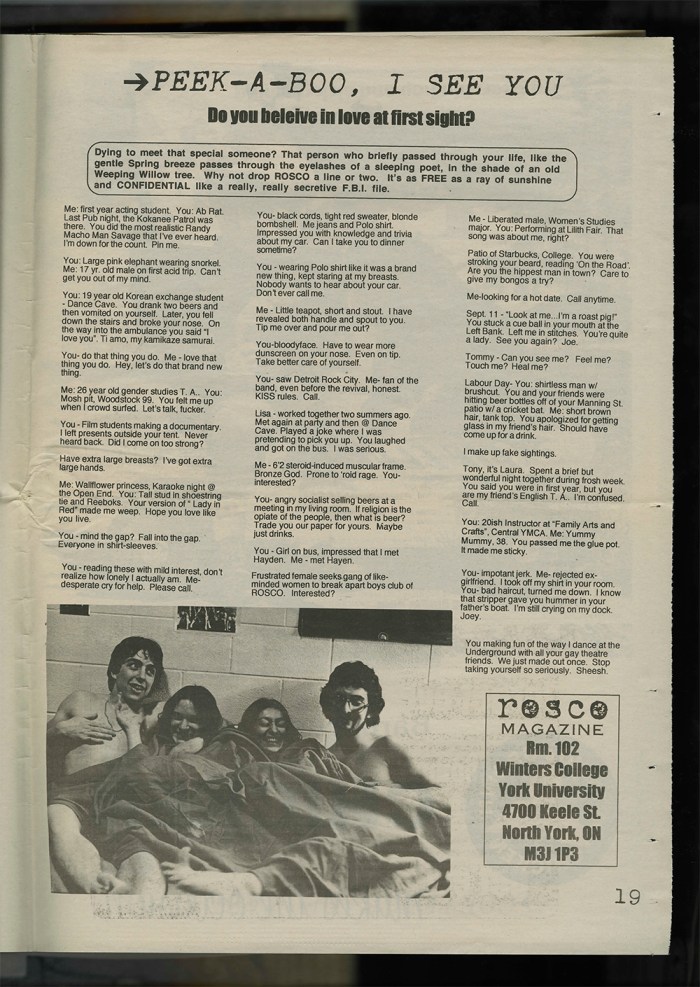 →PEEK-A-BOO, I SEE YOU
Do you beleive in love at first sight?
Dying to meet that special someone? That person who briefly passed through your life, like the
gentle Spring breeze passes through the eyelashes of a sleeping poet, in the shade of an old
Weeping Willow tree. Why not drop ROSCO a line or two. It's as FREE as a ray of sunshine
and CONFIDENTIAL like a really, really secretive F.B.I. file.
Me: first year acting student. You: Ab Rat.
Last Pub night, the Kokanee Patrol was
there. You did the most realistic Randy
Macho Man Savage that I've ever heard.
I'm down for the count. Pin me.
You: Large pink elephant wearing snorkel.
Me: 17 yr. old male on first acid trip. Can't
get you out of my mind.
You: 19 year old Korean exchange student
- Dance Cave. You drank two beers and
then vomited on yourself. Later, you fell
down the stairs and broke your nose. On
the way into the ambulance you said "I
love you". Ti amo, my kamikaze samurai.
You- do that thing you do. Me - love that
thing you do. Hey, let's do that brand new
thing.
Me: 26 year old gender studies T. A.. You:
Mosh pit, Woodstock 99. You felt me up
when I crowd surfed. Let's talk, fucker.
You - Film students making a documentary.
I left presents outside your tent. Never
heard back. Did I come on too strong?
Have extra large breasts? I've got extra
large hands.
Me: Wallflower princess, Karaoke night @
the Open End. You: Tall stud in shoestring
tie and Reeboks. Your version of " Lady in
Red" made me weep. Hope you love like
you live.
You - mind the gap? Fall into the gap.
Everyone in shirt-sleeves.
You - reading these with mild interest, don't
realize how lonely I actually am. Me-
desperate cry for help. Please call.
You- black cords, tight red sweater, blonde
bombshell. Me jeans and Polo shirt.
Impressed you with knowledge and trivia
about my car. Can I take you to dinner
sometime?
You - wearing Polo shirt like it was a brand
new thing, kept staring at my breasts.
Nobody wants to hear about your car.
Don't ever call me.
Me - Little teapot, short and stout. I have
revealed both handle and spout to you.
Tip me over and pour me out?
You-bloodyface. Have to wear more
dunscreen on your nose. Even on tip.
Take better care of yourself.
You- saw Detroit Rock City. Me- fan of the
band, even before the revival, honest.
KISS rules. Call.
Lisa - worked together two summers ago.
Met again at party and then @ Dance
Cave. Played a joke where I was
pretending to pick you up. You laughed
and got on the bus. I was serious.
Me - 6'2 steroid-induced muscular frame.
Bronze God. Prone to 'roid rage. You-
interested?
You- angry socialist selling beers at a
meeting in my living room. If religion is the
opiate of the people, then what is beer?
Trade you our paper for yours. Maybe
just drinks.
You - Girl on bus, impressed that I met
Hayden. Me - met Hayen.
Frustrated female seeks gang of like-
minded women to break apart boys club of
ROSCO. Interested?
Me - Liberated male, Women's Studies
major. You: Performing at Lilith Fair. That
song was about me, right?
Patio of Starbucks, College. You were
stroking your beard, reading 'On the Road'.
Are you the hippest man in town? Care to
give my bongos a try?
Me-looking for a hot date. Call anytime.
Sept. 11 - "Look at me...I'm a roast pig!"
You stuck a cue ball in your mouth at the
Left Bank. Left me in stitches. You're quite
a lady. See you again? Joe.
Tommy - Can you see me? Feel me?
Touch me? Heal me?
Labour Day- You: shirtless man w/
brushcut. You and your friends were
hitting beer bottles off of your Manning St.
patio w/ a cricket bat. Me: short brown
hair, tank top. You apologized for getting
glass in my friend's hair. Should have
come up for a drink.
I make up fake sightings.
Tony, it's Laura. Spent a brief but
wonderful night together during frosh week.
You said you were in first year, but you
are my friend's English T. A.. I'm confused.
Call.
You: 20ish Instructor at "Family Arts and
Crafts", Central YMCA. Me: Yummy
Mummy, 38. You passed me the glue pot.
It made me sticky.
You- impotant jerk. Me- rejected ex-
girlfriend. I took off my shirt in your room.
You- bad haircut, turned me down. I know
that stripper gave you hummer in your
father's boat. I'm still crying on my dock.
Joey.
You making fun of the way I dance at the
Underground with all your gay theatre
friends. We just made out once. Stop
taking yourself so seriously. Sheesh.
rosco
MAGAZINE
Rm. 102
Winters College
York University
4700 Keele St.
North York, ON
M3J 1P3
19